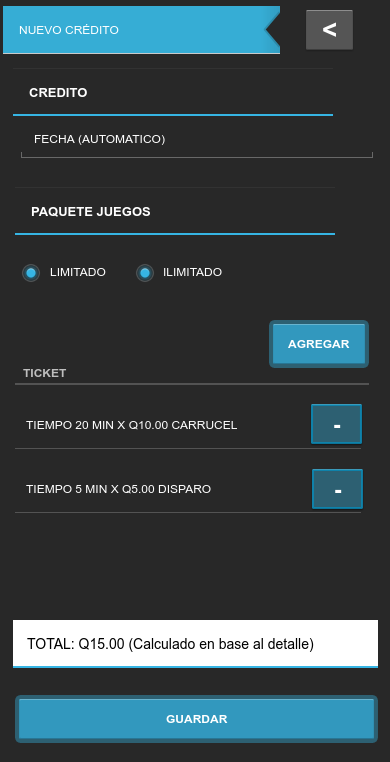 NUEVO CRÉDITO <
CREDITO
FECHA (AUTOMATICO)
PAQUETE JUEGOS
LIMITADO ILIMITADO
AGREGAR
TICKET
TIEMPO 20 MIN X Q10.00 CARRUCEL -
TIEMPO 5 MIN X Q5.00 DISPARO -
TOTAL: Q15.00 (Calculado en base al detalle)
GUARDAR